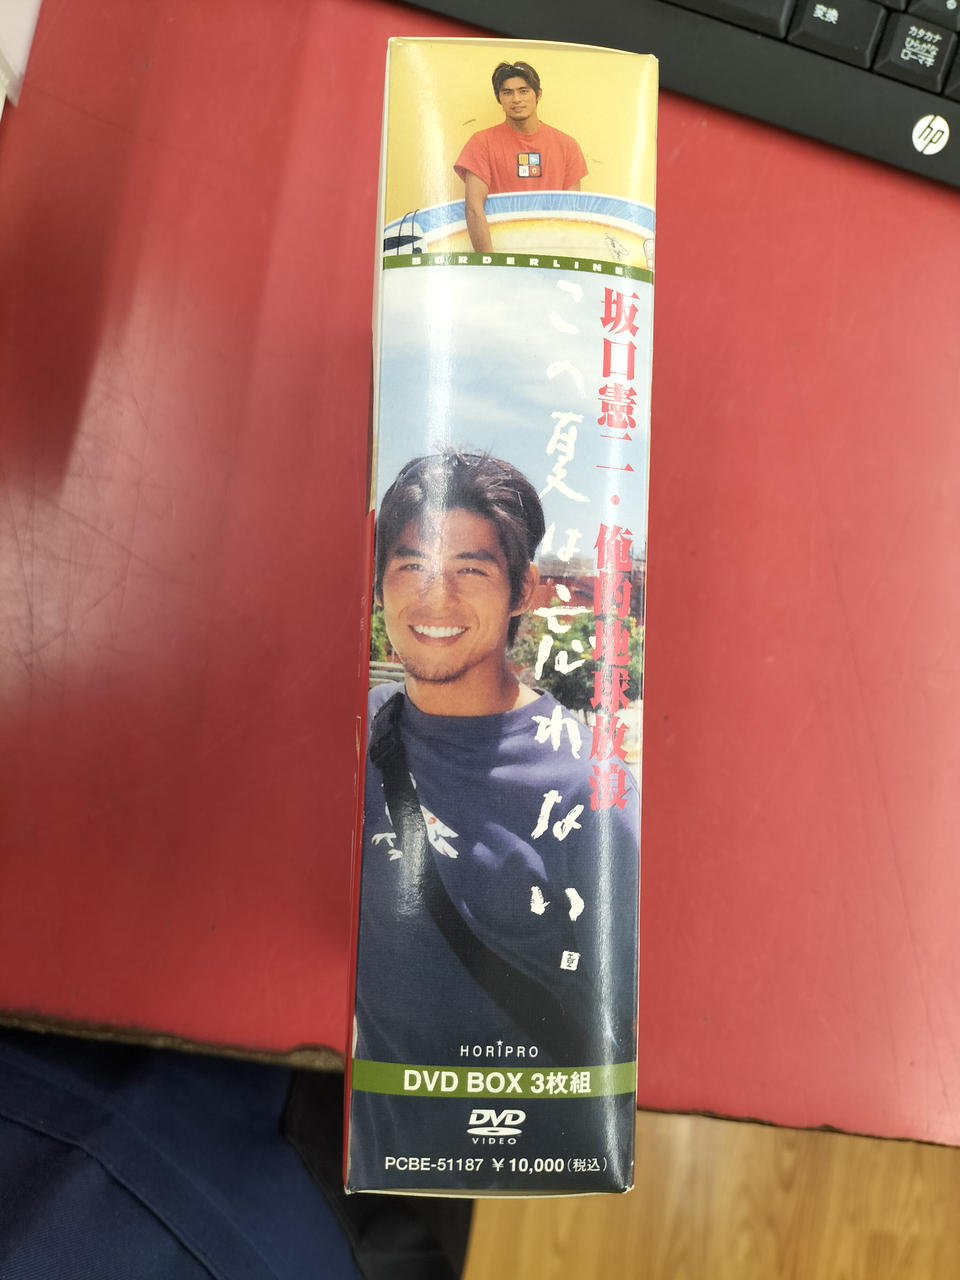 変換
カタカナ
ひらがな
ローマ字
hp
BORDERLINE
坂口憲二・俺的地球放浪
この夏は忘れない。
HORIPRO
DVD BOX 3枚組
DVD
VIDEO
PCBE-51187 ¥10,000(税込)